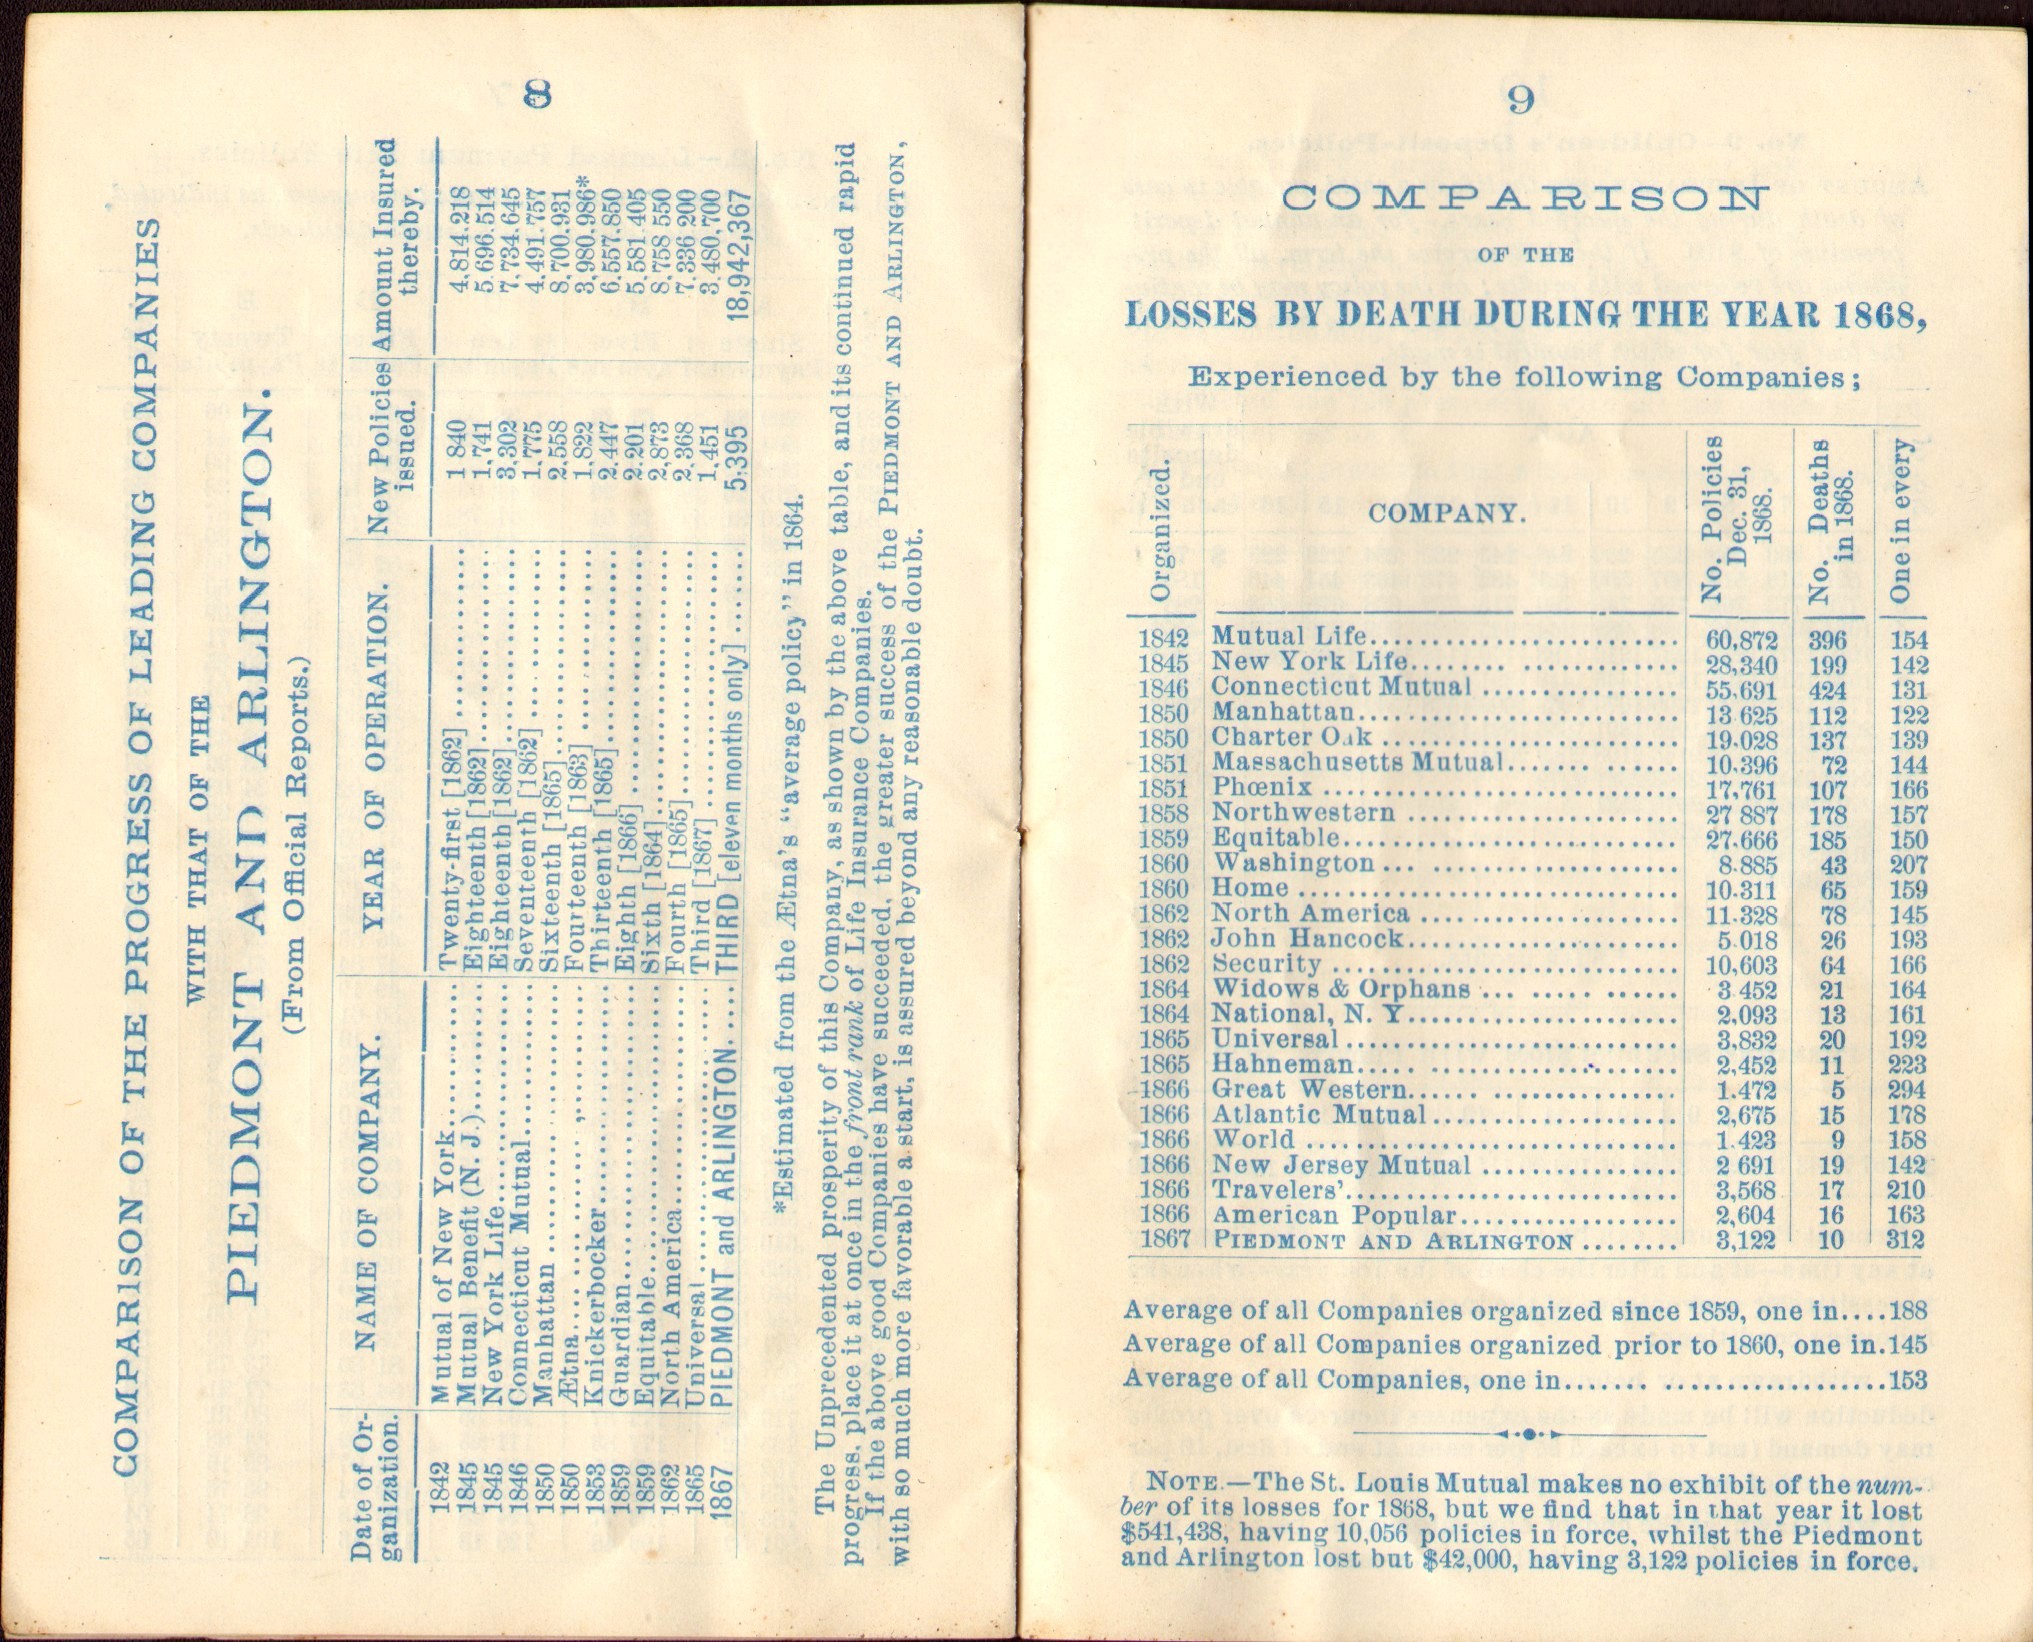 8
COMPARISON OF THE PROGRESS OF LEADING COMPANIES
WITH THAT OF THE
PIEDMONT AND ARLINGTON.
(From Official Reports.)
Date of Or-ganization. NAME OF COMPANY. YEAR OF OPERATION. New Policies issued. Amount Insured thereby.
1842 Mutual of New York Twenty-first [1862] 1 840 4.814.218
1845 Mutual Benefit (N. J.) Eighteenth [1862] 1,741 5.696.514
1845 New York Life Eighteenth [1862] 3,302 7,734.645
1846 Connecticut Mutual Seventeenth [1862] 1,775 4.491.757
1850 Manhattan Sixteenth [1865] 2,558 8,700.931
1850 Ætna Fourteenth [1863] 1,822 3,980.986*
1853 Knickerbocker Thirteenth [1865] 2.447 6.557.850
1859 Guardian Eighth [1866] 2.201 5,581.405
1859 Equitable Sixth [1864] 2,873 8,758 550
1862 North America Fourth [1865] 2,368 7.336.200
1865 Universal Third [1867] 1,451 3.480,700
1867 PIEDMONT and ARLINGTON. THIRD [eleven months only] 5,395 18,942,367
*Estimated from the Ætna's "average policy" in 1864.
The Unprecedented prosperity of this Company, as shown by the above table, and its continued rapid
progress, place it at once in the front rank of Life Insurance Companies.
If the above good Companies have succeeded, the greater success of the PIEDMONT AND ARLINGTON,
with so much more favorable a start, is assured beyond any reasonable doubt.
9
COMPARISON
OF THE
LOSSES BY DEATH DURING THE YEAR 1868,
Experienced by the following Companies;
Organized. COMPANY. No. Policies Dec. 31, 1868. No. Deaths in 1868. One in every
1842 Mutual Life 60,872 396 154
1845 New York Life 28,340 199 142
1846 Connecticut Mutual 55.691 424 131
1850 Manhattan 13 625 112 122
1850 Charter Oak 19.028 137 139
1851 Massachusetts Mutual 10.396 72 144
1851 Phœnix 17,761 107 166
1858 Northwestern 27 887 178 157
1859 Equitable 27.666 185 150
1860 Washington 8.885 43 207
1860 Home 10.311 65 159
1862 North America 11.328 78 145
1862 John Hancock 5.018 26 193
1862 Security 10,603 64 166
1864 Widows & Orphans 3 452 21 164
1864 National, N. Y. 2,093 13 161
1865 Universal 3,832 20 192
1865 Hahneman 2,452 11 223
1866 Great Western 1.472 5 294
1866 Atlantic Mutual 2,675 15 178
1866 World 1.423 9 158
1866 New Jersey Mutual 2 691 19 142
1866 Travelers' 3,568 17 210
1866 American Popular 2,604 16 163
1867 PIEDMONT AND ARLINGTON 3,122 10 312
Average of all Companies organized since 1859, one in....188
Average of all Companies organized prior to 1860, one in.145
Average of all Companies, one in....... ..................153
NOTE.—The St. Louis Mutual makes no exhibit of the num-
ber of its losses for 1868, but we find that in that year it lost
$541,438, having 10,056 policies in force, whilst the Piedmont
and Arlington lost but $42,000, having 3,122 policies in force.